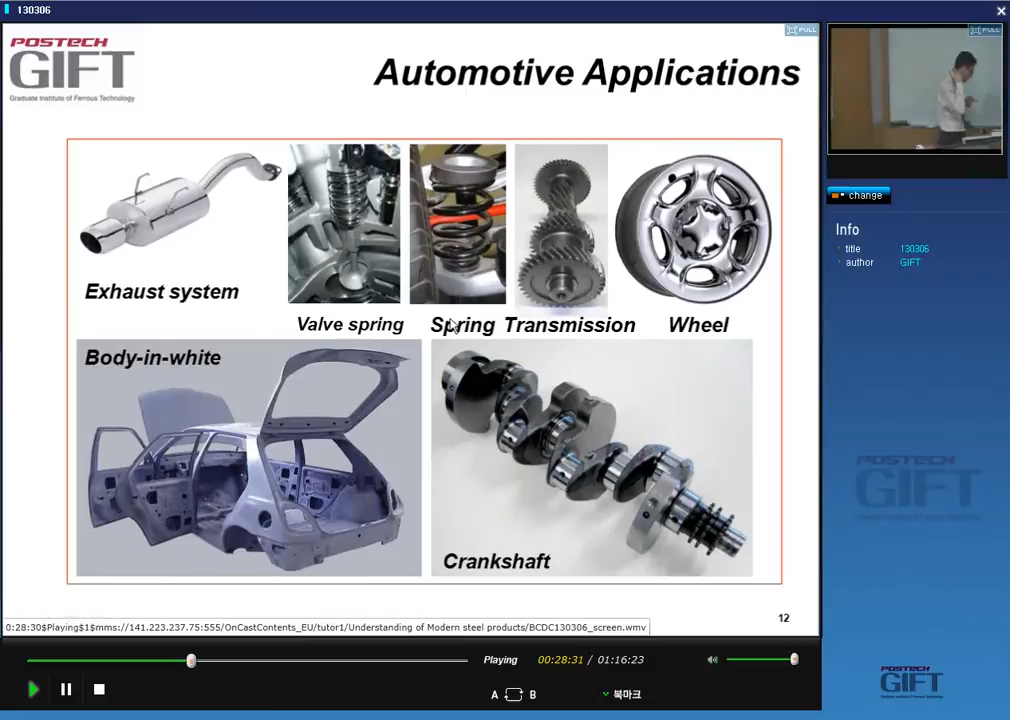 130306
POSTECH
GIFT
Graduate Institute of Ferrous Technology
Automotive Applications
FULL
FULL
change
Info
title 130306
author GIFT
Exhaust system
Valve spring
Spring
Transmission
Wheel
Body-in-white
Crankshaft
POSTECH
GIFT
12
0:28:30$Playing$1$mms://141.223.237.75:555/OnCastContents_EU/tutor1/Understanding of Modern steel products/BCDC130306_screen.wmv
Playing 00:28:31 / 01:16:23
A B 북마크
POSTECH
GIFT